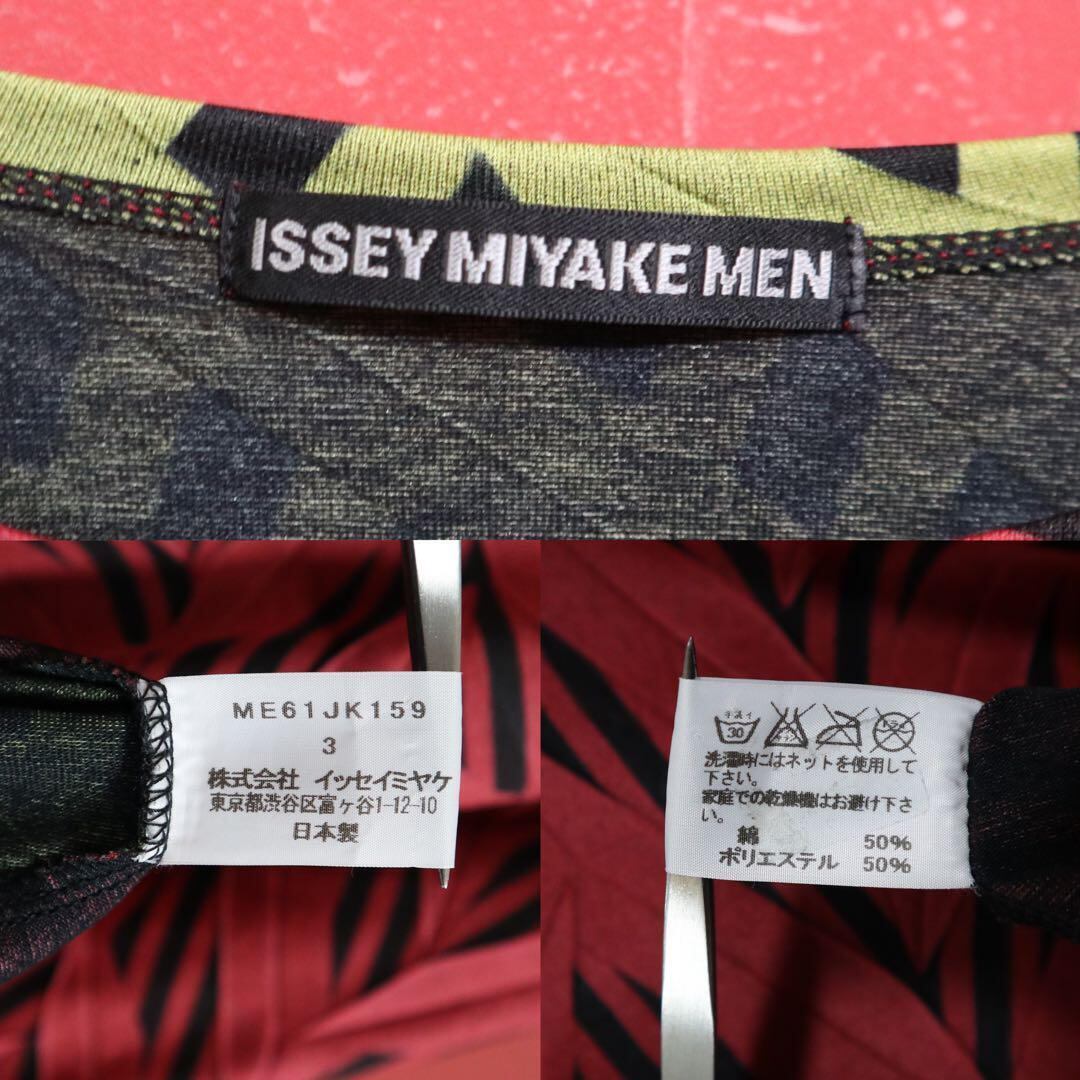 ISSEY MIYAKE MEN
ME61JK159
3
株式会社 イッセイミヤケ
東京都渋谷区富ヶ谷1-12-10
日本製
手洗イ
30
洗濯時にはネットを使用して
下さい。
家庭での乾燥機はお避け下さ
い。
綿 50%
ポリエステル 50%